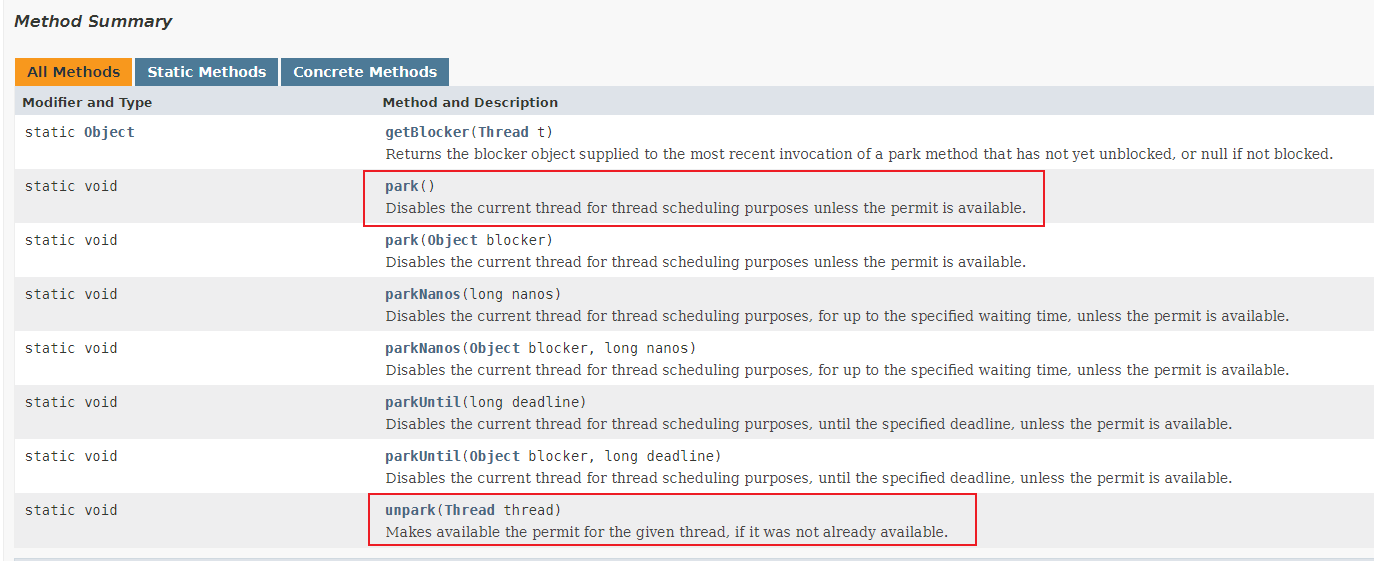 Method Summary
All Methods Static Methods Concrete Methods
Modifier and Type Method and Description
static Object getBlocker(Thread t)
Returns the blocker object supplied to the most recent invocation of a park method that has not yet unblocked, or null if not blocked.
static void park()
Disables the current thread for thread scheduling purposes unless the permit is available.
static void park(Object blocker)
Disables the current thread for thread scheduling purposes unless the permit is available.
static void parkNanos(long nanos)
Disables the current thread for thread scheduling purposes, for up to the specified waiting time, unless the permit is available.
static void parkNanos(Object blocker, long nanos)
Disables the current thread for thread scheduling purposes, for up to the specified waiting time, unless the permit is available.
static void parkUntil(long deadline)
Disables the current thread for thread scheduling purposes, until the specified deadline, unless the permit is available.
static void parkUntil(Object blocker, long deadline)
Disables the current thread for thread scheduling purposes, until the specified deadline, unless the permit is available.
static void unpark(Thread thread)
Makes available the permit for the given thread, if it was not already available.